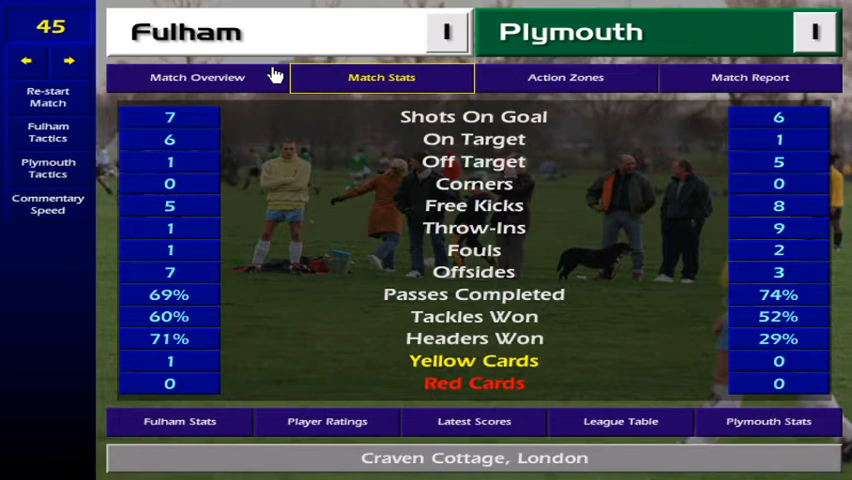 45
Fulham 1 Plymouth 1
Match Overview Match Stats Action Zones Match Report
Re-start
Match
Fulham
Tactics
Plymouth
Tactics
Commentary
Speed
7 Shots On Goal 6
6 On Target 1
1 Off Target 5
0 Corners 0
5 Free Kicks 8
1 Throw-Ins 9
1 Fouls 2
7 Offsides 3
69% Passes Completed 74%
60% Tackles Won 52%
71% Headers Won 29%
1 Yellow Cards 0
0 Red Cards 0
Fulham Stats Player Ratings Latest Scores League Table Plymouth Stats
Craven Cottage, London